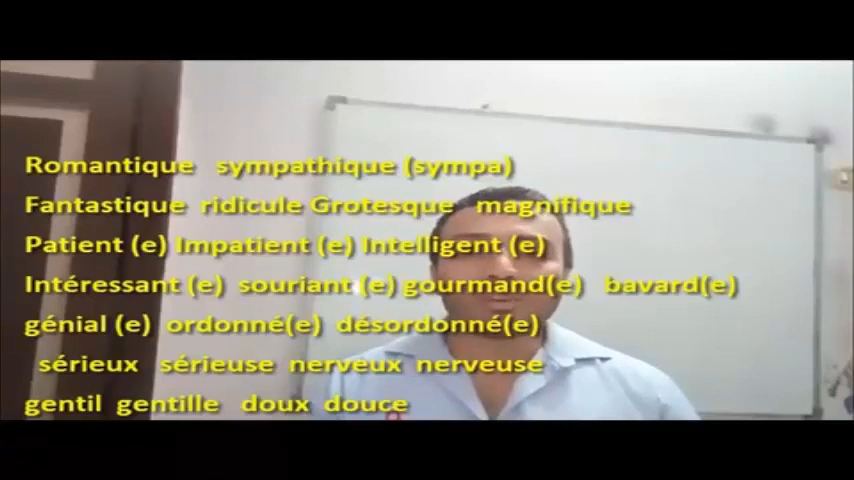 Romantique sympathique (sympa)
Fantastique ridicule Grotesque magnifique
Patient (e) Impatient (e) Intelligent (e)
Intéressant (e) souriant (e) gourmand(e) bavard(e)
génial (e) ordonné(e) désordonné(e)
sérieux sérieuse nerveux nerveuse
gentil gentille doux douce